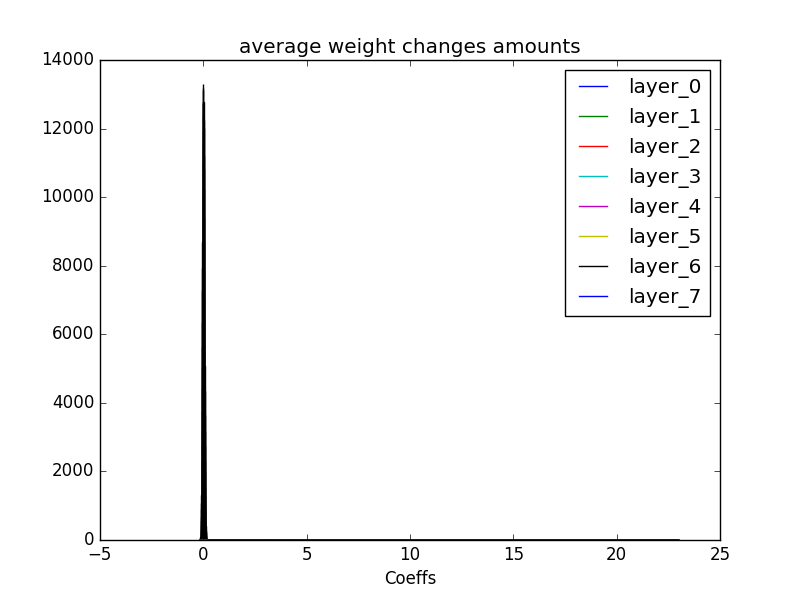 average weight changes amounts
14000
12000
10000
8000
6000
4000
2000
0
−5
0
5
10
15
20
25
Coeffs
layer_0
layer_1
layer_2
layer_3
layer_4
layer_5
layer_6
layer_7